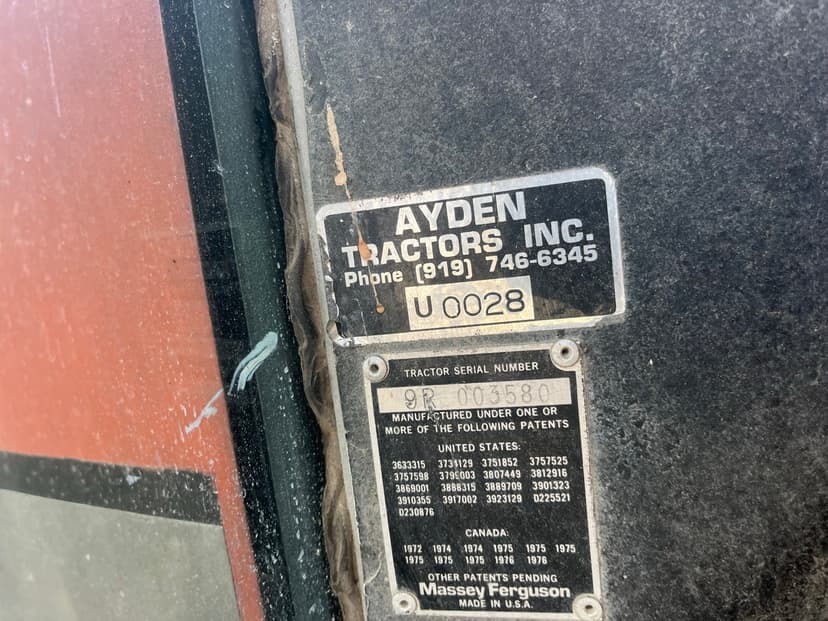 AYDEN
TRACTORS INC.
Phone (919) 746-6345
U 0028
TRACTOR SERIAL NUMBER
9R 003580
MANUFACTURED UNDER ONE OR
MORE OF THE FOLLOWING PATENTS
UNITED STATES:
3633315 3731129 3751852 3757525
3757598 3799003 3807449 3812916
3869001 3888315 3889709 3901323
3910355 3917002 3923129 D225521
D230876
CANADA:
1972 1974 1974 1975 1975 1975
1975 1975 1975 1976 1976
OTHER PATENTS PENDING
Massey Ferguson
MADE IN U.S.A.